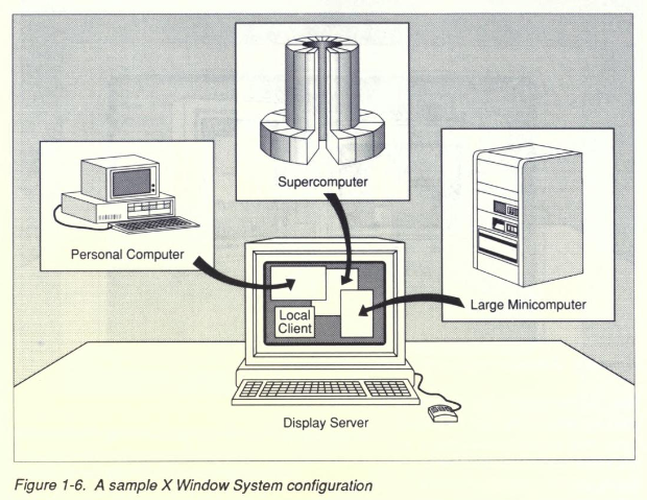 Supercomputer
Personal Computer
Large Minicomputer
Local
Client
Display Server
Figure 1-6. A sample X Window System configuration